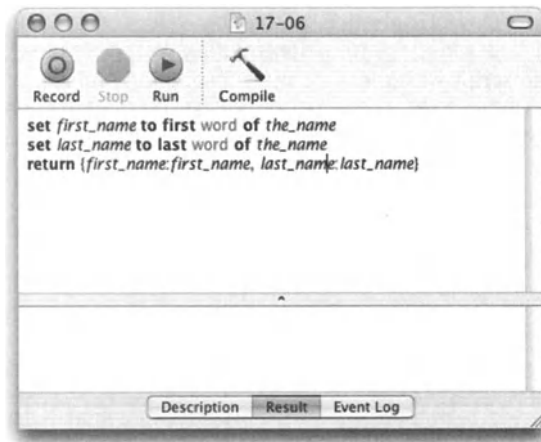 17-06
Record Stop Run Compile
set first_name to first word of the_name
set last_name to last word of the_name
return {first_name:first_name, last_name:last_name}
Description Result Event Log